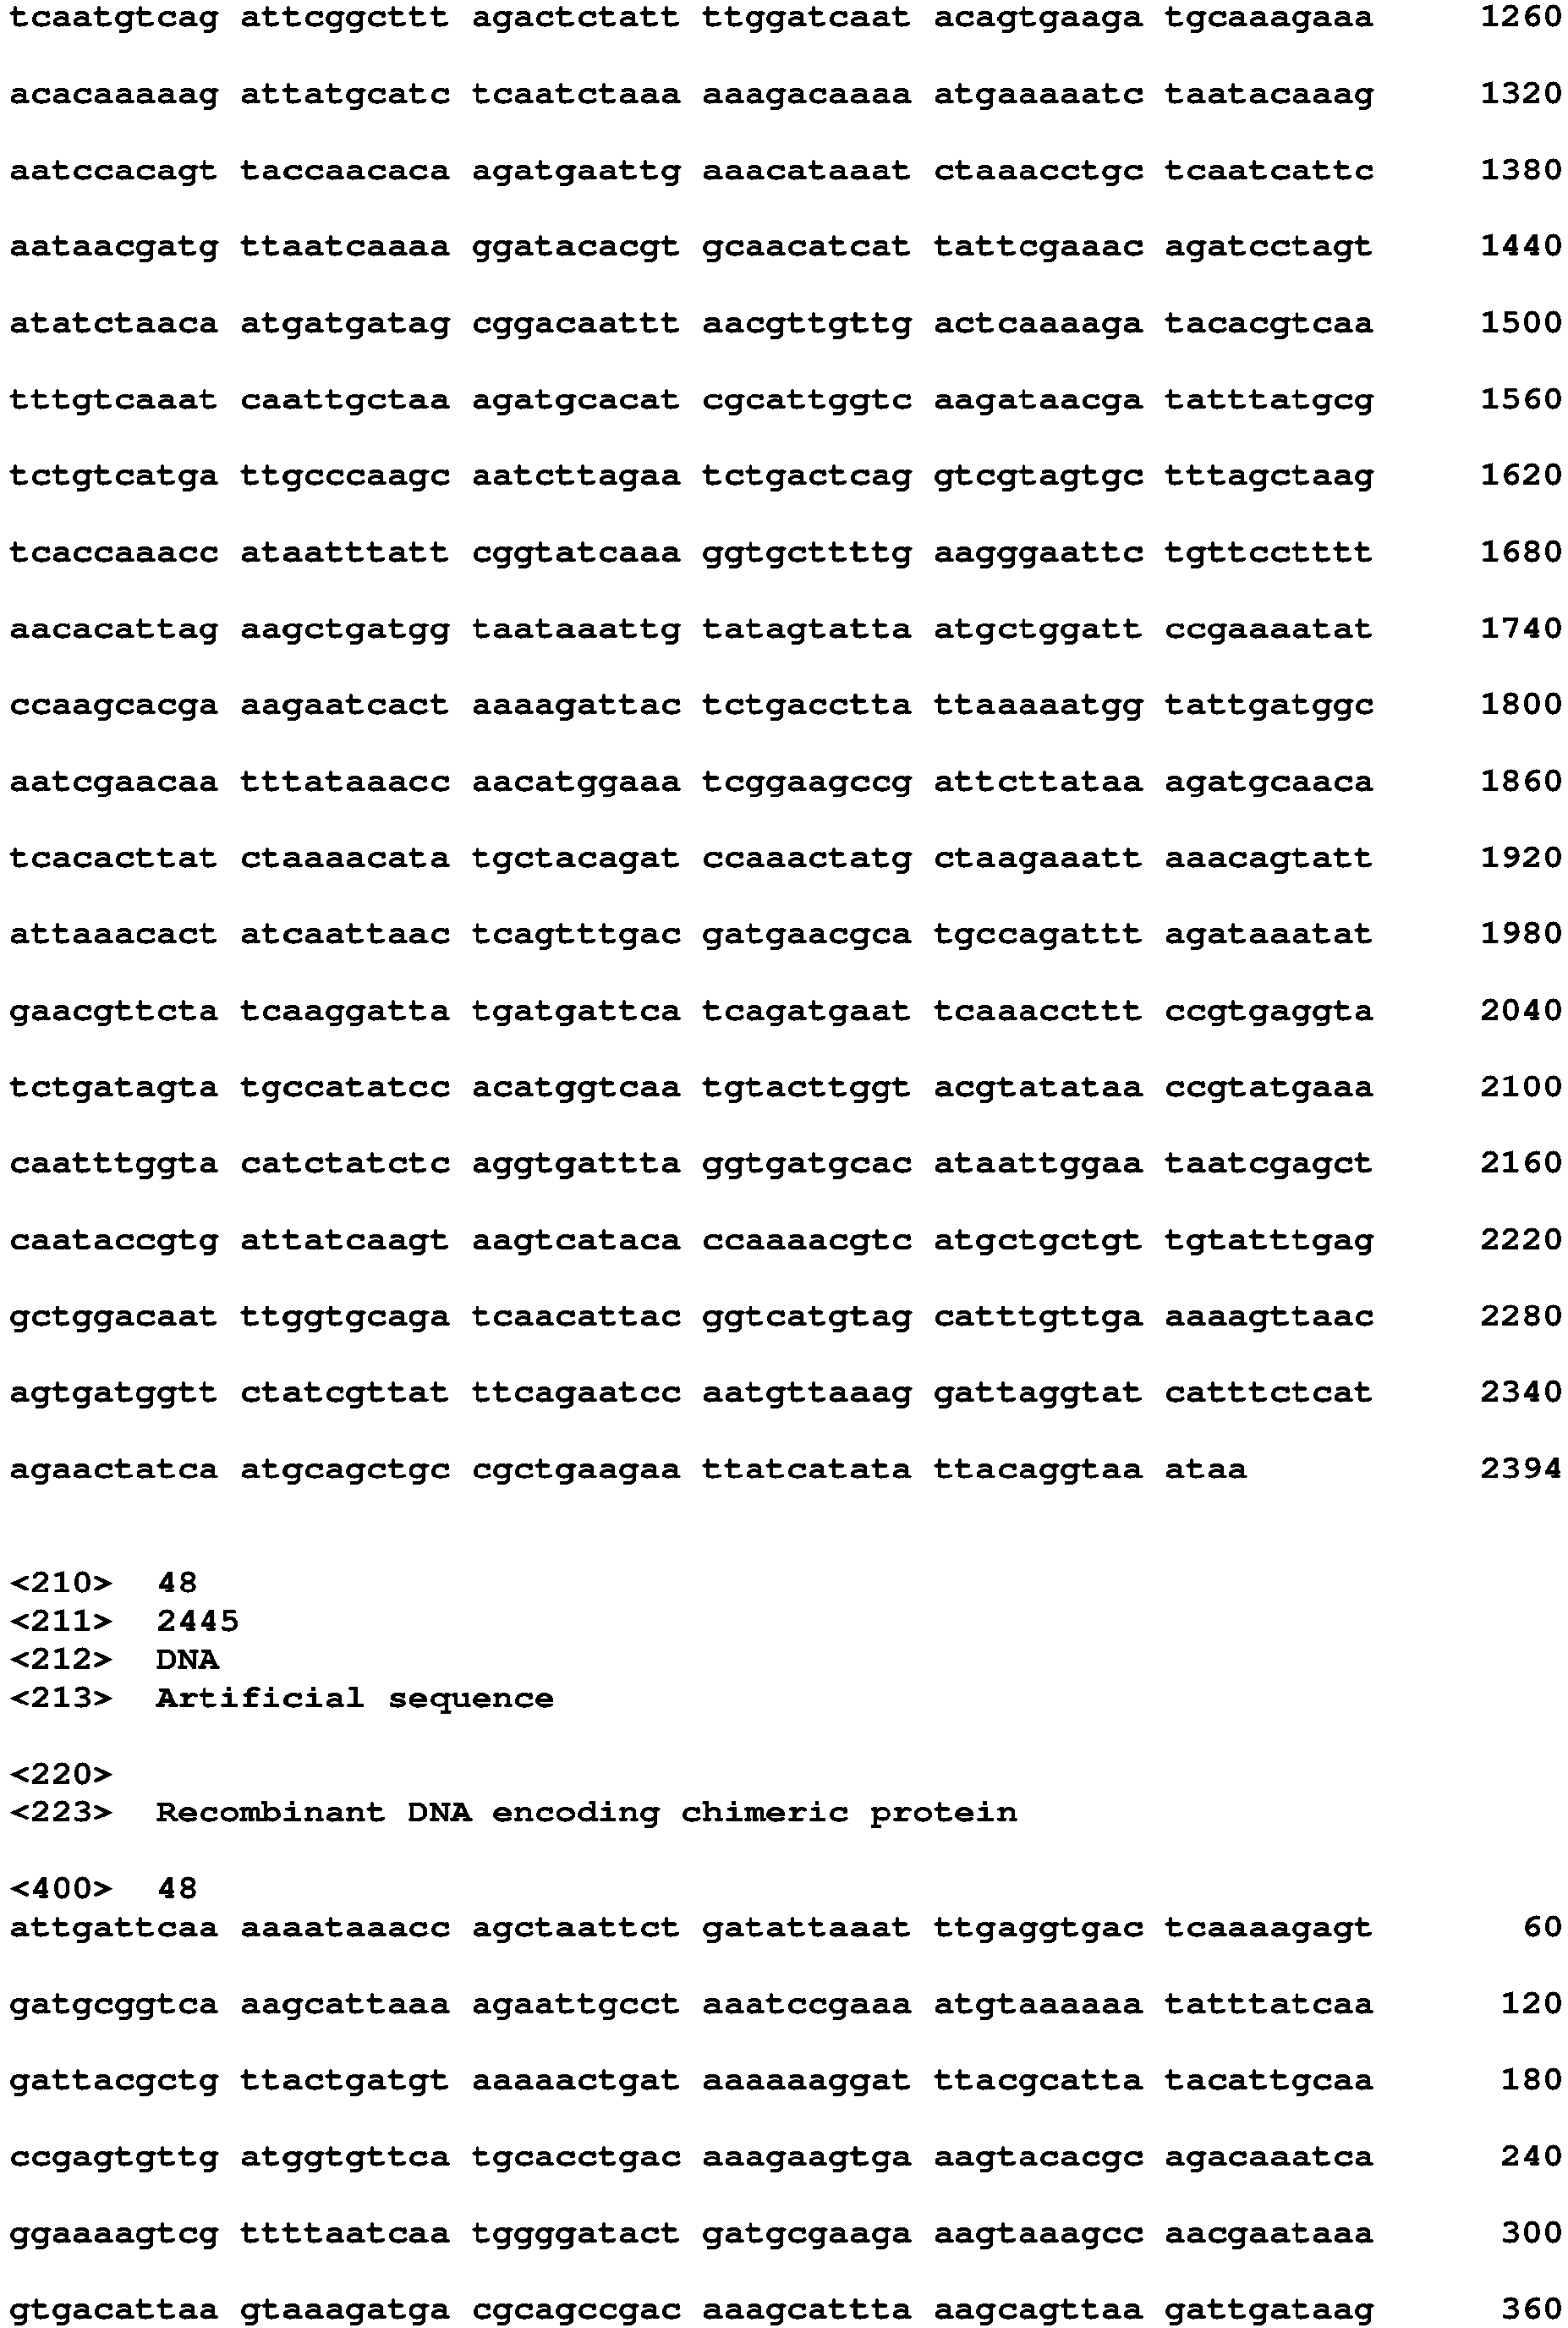 tcaatgtcag attcggcttt agactctatt ttggatcaat acagtgaaga tgcaaagaaa 1260
acacaaaaag attatgcatc tcaatctaaa aaagacaaaa atgaaaaatc taatacaaag 1320
aatccacagt taccaacaca agatgaattg aaacataaat ctaaacctgc tcaatcattc 1380
aataacgatg ttaatcaaaa ggatacacgt gcaacatcat tattcgaaac agatcctagt 1440
atatctaaca atgatgatag cggacaattt aacgttgttg actcaaaaga tacacgtcaa 1500
tttgtcaaat caattgctaa agatgcacat cgcattggtc aagataacga tatttatgcg 1560
tctgtcatga ttgcccaagc aatcttagaa tctgactcag gtcgtagtgc tttagctaag 1620
tcaccaaacc ataatttatt cggtatcaaa ggtgcttttg aagggaattc tgttcctttt 1680
aacacattag aagctgatgg taataaattg tatagtatta atgctggatt ccgaaaatat 1740
ccaagcacga aagaatcact aaaagattac tctgacctta ttaaaaatgg tattgatggc 1800
aatcgaacaa tttataaacc aacatggaaa tcggaagccg attcttataa agatgcaaca 1860
tcacacttat ctaaaacata tgctacagat ccaaactatg ctaagaaatt aaacagtatt 1920
attaaacact atcaattaac tcagtttgac gatgaacgca tgccagattt agataaatat 1980
gaacgttcta tcaaggatta tgatgattca tcagatgaat tcaaaccttt ccgtgaggta 2040
tctgatagta tgccatatcc acatggtcaa tgtacttggt acgtatataa ccgtatgaaa 2100
caatttggta catctatctc aggtgattta ggtgatgcac ataattggaa taatcgagct 2160
caataccgtg attatcaagt aagtcataca ccaaaacgtc atgctgctgt tgtatttgag 2220
gctggacaat ttggtgcaga tcaacattac ggtcatgtag catttgttga aaaagttaac 2280
agtgatggtt ctatcgttat ttcagaatcc aatgttaaag gattaggtat catttctcat 2340
agaactatca atgcagctgc cgctgaagaa ttatcatata ttacaggtaa ataa 2394
<210> 48
<211> 2445
<212> DNA
<213> Artificial sequence
<220>
<223> Recombinant DNA encoding chimeric protein
<400> 48
attgattcaa aaaataaacc agctaattct gatattaaat ttgaggtgac tcaaaagagt 60
gatgcggtca aagcattaaa agaattgcct aaatccgaaa atgtaaaaaa tatttatcaa 120
gattacgctg ttactgatgt aaaaactgat aaaaaaggat ttacgcatta tacattgcaa 180
ccgagtgttg atggtgttca tgcacctgac aaagaagtga aagtacacgc agacaaatca 240
ggaaaagtcg ttttaatcaa tggggatact gatgcgaaga aagtaaagcc aacgaataaa 300
gtgacattaa gtaaagatga cgcagccgac aaagcattta aagcagttaa gattgataag 360